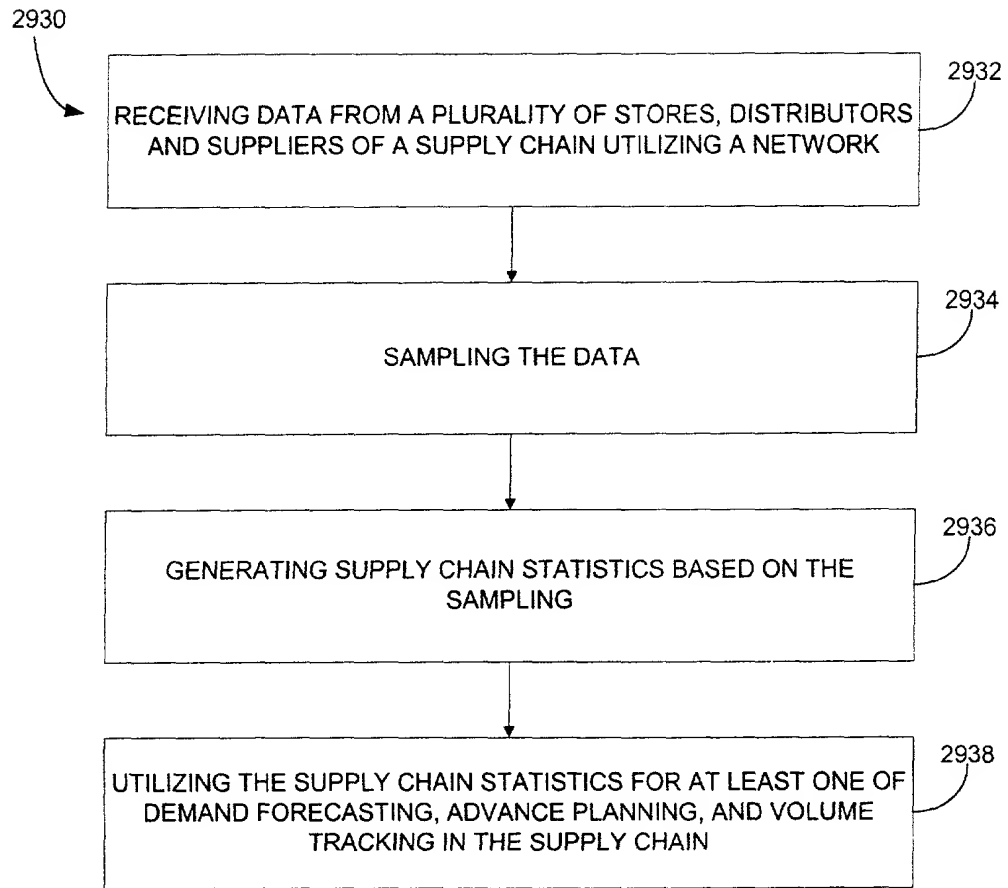 2930
2932
RECEIVING DATA FROM A PLURALITY OF STORES, DISTRIBUTORS
AND SUPPLIERS OF A SUPPLY CHAIN UTILIZING A NETWORK
2934
SAMPLING THE DATA
2936
GENERATING SUPPLY CHAIN STATISTICS BASED ON THE
SAMPLING
2938
UTILIZING THE SUPPLY CHAIN STATISTICS FOR AT LEAST ONE OF
DEMAND FORECASTING, ADVANCE PLANNING, AND VOLUME
TRACKING IN THE SUPPLY CHAIN